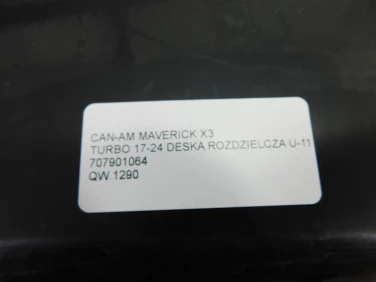 CAN-AM MAVERICK X3
TURBO 17-24 DESKA ROZDZIELCZA U-11
707901064
QW 1290